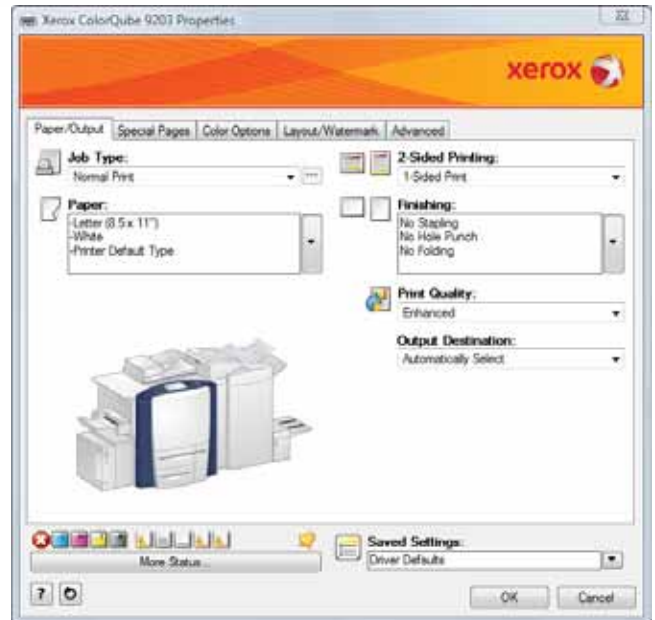 Xerox ColorQube 9203 Properties
xerox
Paper/Output Special Pages Color Options Layout/Watermark Advanced
Job Type:
Normal Print
Paper:
-Letter (8.5 x 11")
-White
-Printer Default Type
2-Sided Printing:
1-Sided Print
Finishing:
No Stapling
No Hole Punch
No Folding
Print Quality:
Enhanced
Output Destination:
Automatically Select
More Status...
Saved Settings:
Driver Defaults
?
OK Cancel